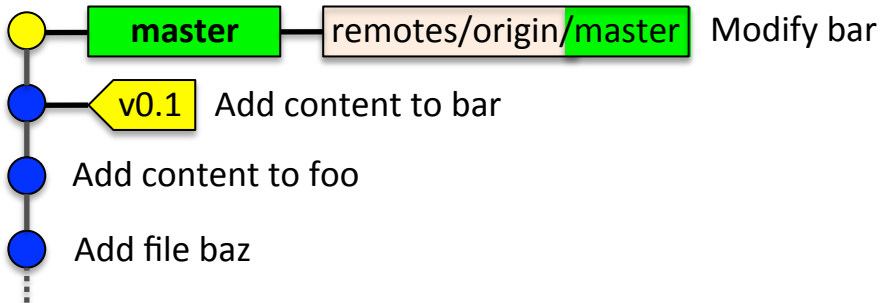 master remotes/origin/master Modify bar
v0.1 Add content to bar
Add content to foo
Add file baz